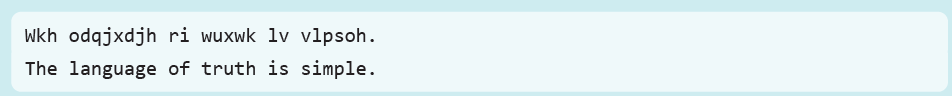 Wkh odqjxdjh ri wuxwk lv vlpsoh.
The language of truth is simple.